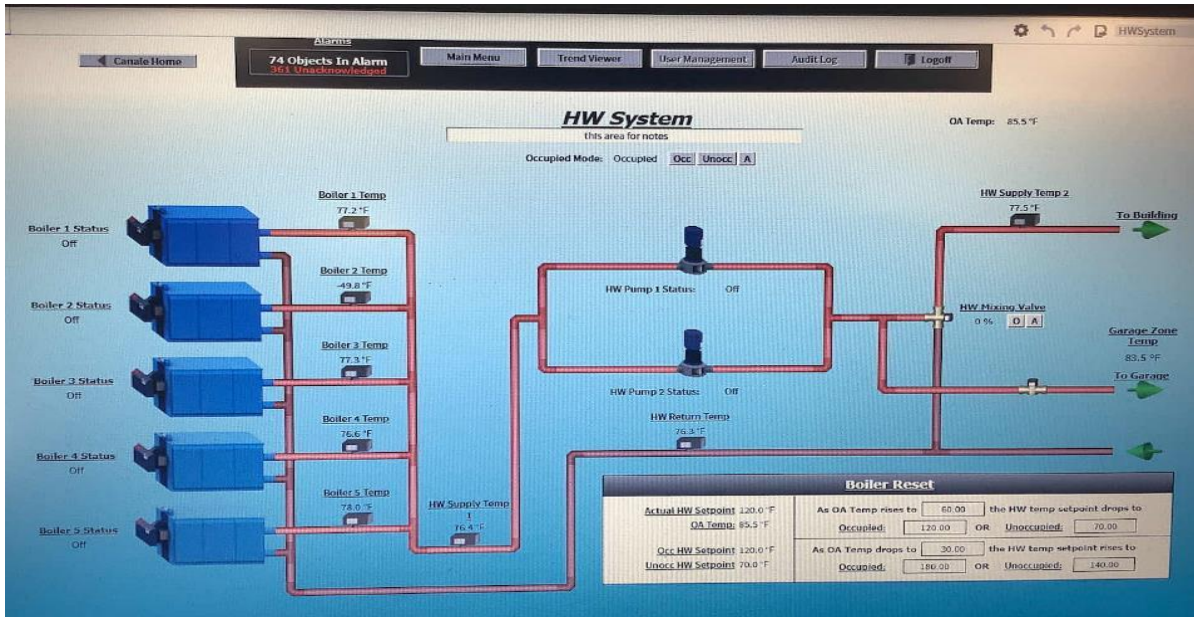 HWSystem
Canale Home
Alarms
74 Objects In Alarm
361 Unacknowledged
Main Menu
Trend Viewer
User Management
Audit Log
Logoff
HW System
this area for notes
OA Temp: 85.5 °F
Occupied Mode: Occupied Occ Unocc A
Boiler 1 Status
Off
Boiler 1 Temp
77.2 °F
Boiler 2 Status
Off
Boiler 2 Temp
-49.8 °F
Boiler 3 Status
Off
Boiler 3 Temp
77.3 °F
Boiler 4 Status
Off
Boiler 4 Temp
76.6 °F
Boiler 5 Status
Off
Boiler 5 Temp
78.0 °F
HW Supply Temp
1
76.4 °F
HW Pump 1 Status: Off
HW Pump 2 Status: Off
HW Return Temp
76.3 °F
HW Supply Temp 2
77.5 °F
To Building
HW Mixing Valve
0 % O A
Garage Zone
Temp
83.5 °F
To Garage
Boiler Reset
Actual HW Setpoint 120.0 °F
OA Temp: 85.5 °F
Occ HW Setpoint 120.0 °F
Unocc HW Setpoint 70.0 °F
As OA Temp rises to 60.00 the HW temp setpoint drops to
Occupied: 120.00 OR Unoccupied: 70.00
As OA Temp drops to 30.00 the HW temp setpoint rises to
Occupied: 180.00 OR Unoccupied: 140.00